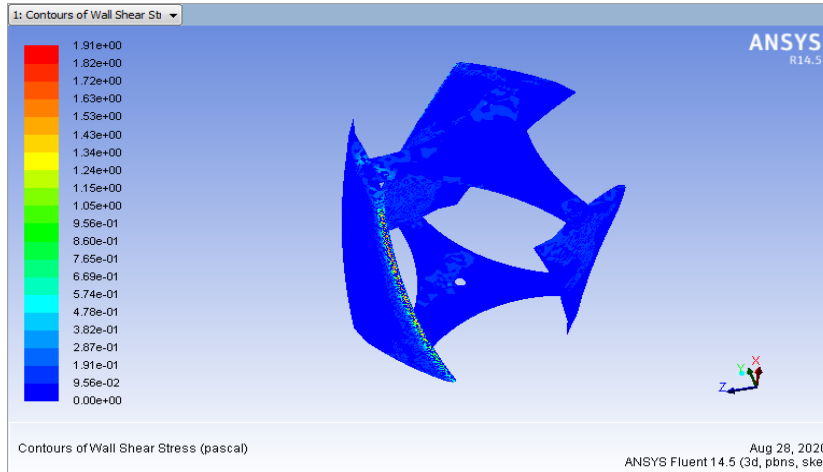 1: Contours of Wall Shear Str
ANSYS
R14.5
1.91e+00
1.82e+00
1.72e+00
1.63e+00
1.53e+00
1.43e+00
1.34e+00
1.24e+00
1.15e+00
1.05e+00
9.56e-01
8.60e-01
7.65e-01
6.69e-01
5.74e-01
4.78e-01
3.82e-01
2.87e-01
1.91e-01
9.56e-02
0.00e+00
Y X
Z
Contours of Wall Shear Stress (pascal)
Aug 28, 2020
ANSYS Fluent 14.5 (3d, pbns, ske